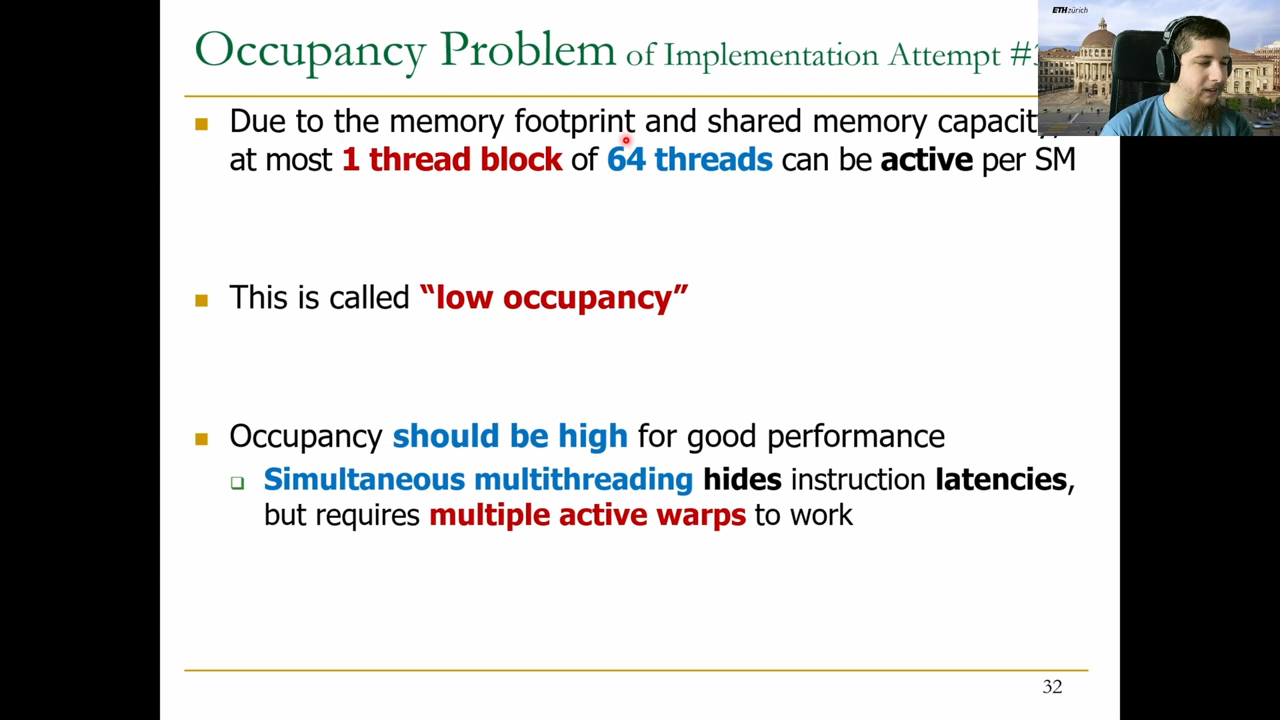 ETH zürich
Occupancy Problem of Implementation Attempt #
Due to the memory footprint and shared memory capacity,
at most 1 thread block of 64 threads can be active per SM
This is called “low occupancy”
Occupancy should be high for good performance
Simultaneous multithreading hides instruction latencies,
but requires multiple active warps to work
32